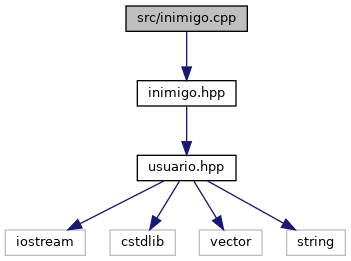 src/inimigo.cpp
inimigo.hpp
usuario.hpp
iostream
cstdlib
vector
string